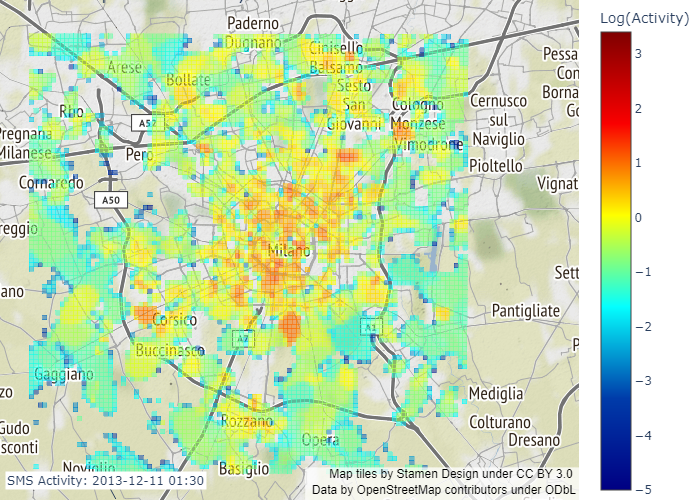 Paderno
Dugnano
Cinisello
Balsamo
Arese
Bollate
Sesto
San
Giovanni
Cologno
Monzese
Vimodrone
Cernusco
sul
Naviglio
Pioltello
Pessa
Con
Borna
Go
Rho
A52
Pregnana
Milanese
Pero
Cornaredo
A50
Vignat
reggio
Milano
Sett
ano
Corsico
Pantigliate
A7
A1
P
Buccinasco
Gaggiano
zo
Mediglia
Gudo
sconti
Rozzano
Opera
Colturano
Dresano
Noviglio
Basiglio
SMS Activity: 2013-12-11 01:30
Map tiles by Stamen Design under CC BY 3.0
Data by OpenStreetMap contributors under ODbL
Log(Activity)
3
2
1
0
−1
−2
−3
−4
−5